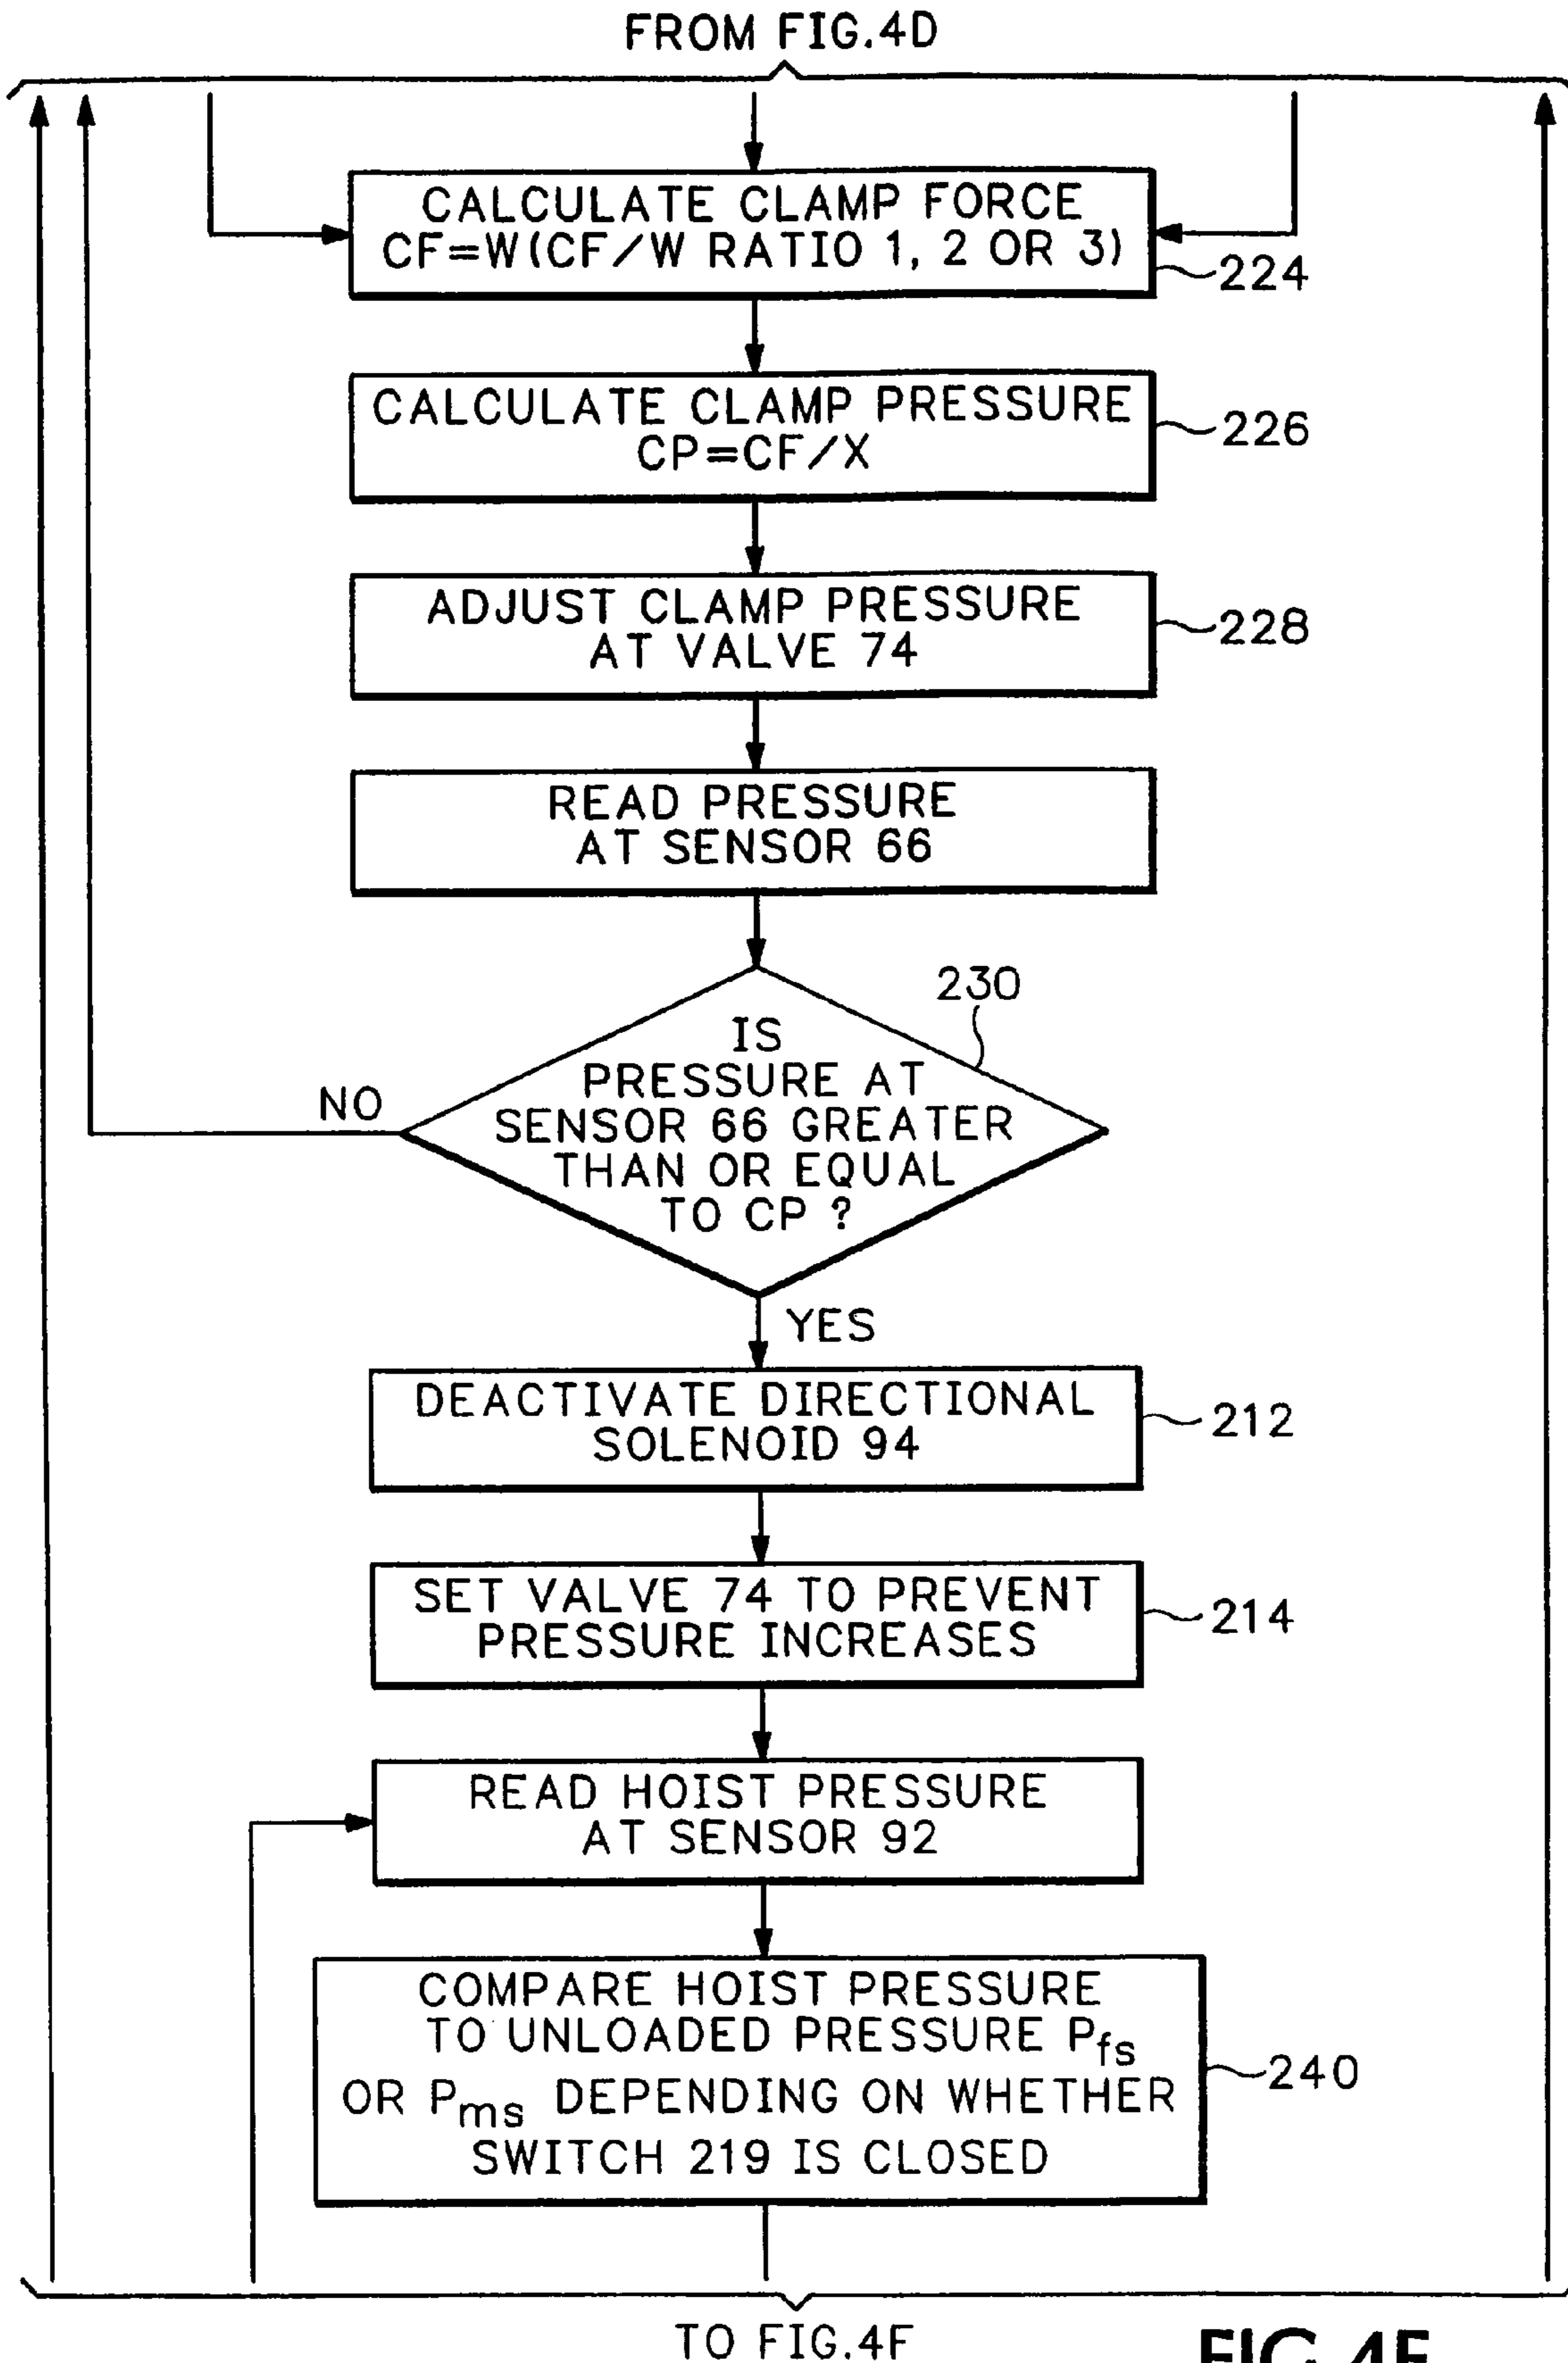 FROM FIG.4D
CALCULATE CLAMP FORCE
CF=W(CF/W RATIO 1, 2 OR 3)
224
CALCULATE CLAMP PRESSURE
CP=CF/X
226
ADJUST CLAMP PRESSURE
AT VALVE 74
228
READ PRESSURE
AT SENSOR 66
230
IS
PRESSURE AT
SENSOR 66 GREATER
THAN OR EQUAL
TO CP ?
NO
YES
DEACTIVATE DIRECTIONAL
SOLENOID 94
212
SET VALVE 74 TO PREVENT
PRESSURE INCREASES
214
READ HOIST PRESSURE
AT SENSOR 92
COMPARE HOIST PRESSURE
TO UNLOADED PRESSURE Pfs
OR Pms DEPENDING ON WHETHER
SWITCH 219 IS CLOSED
240
TO FIG.4F